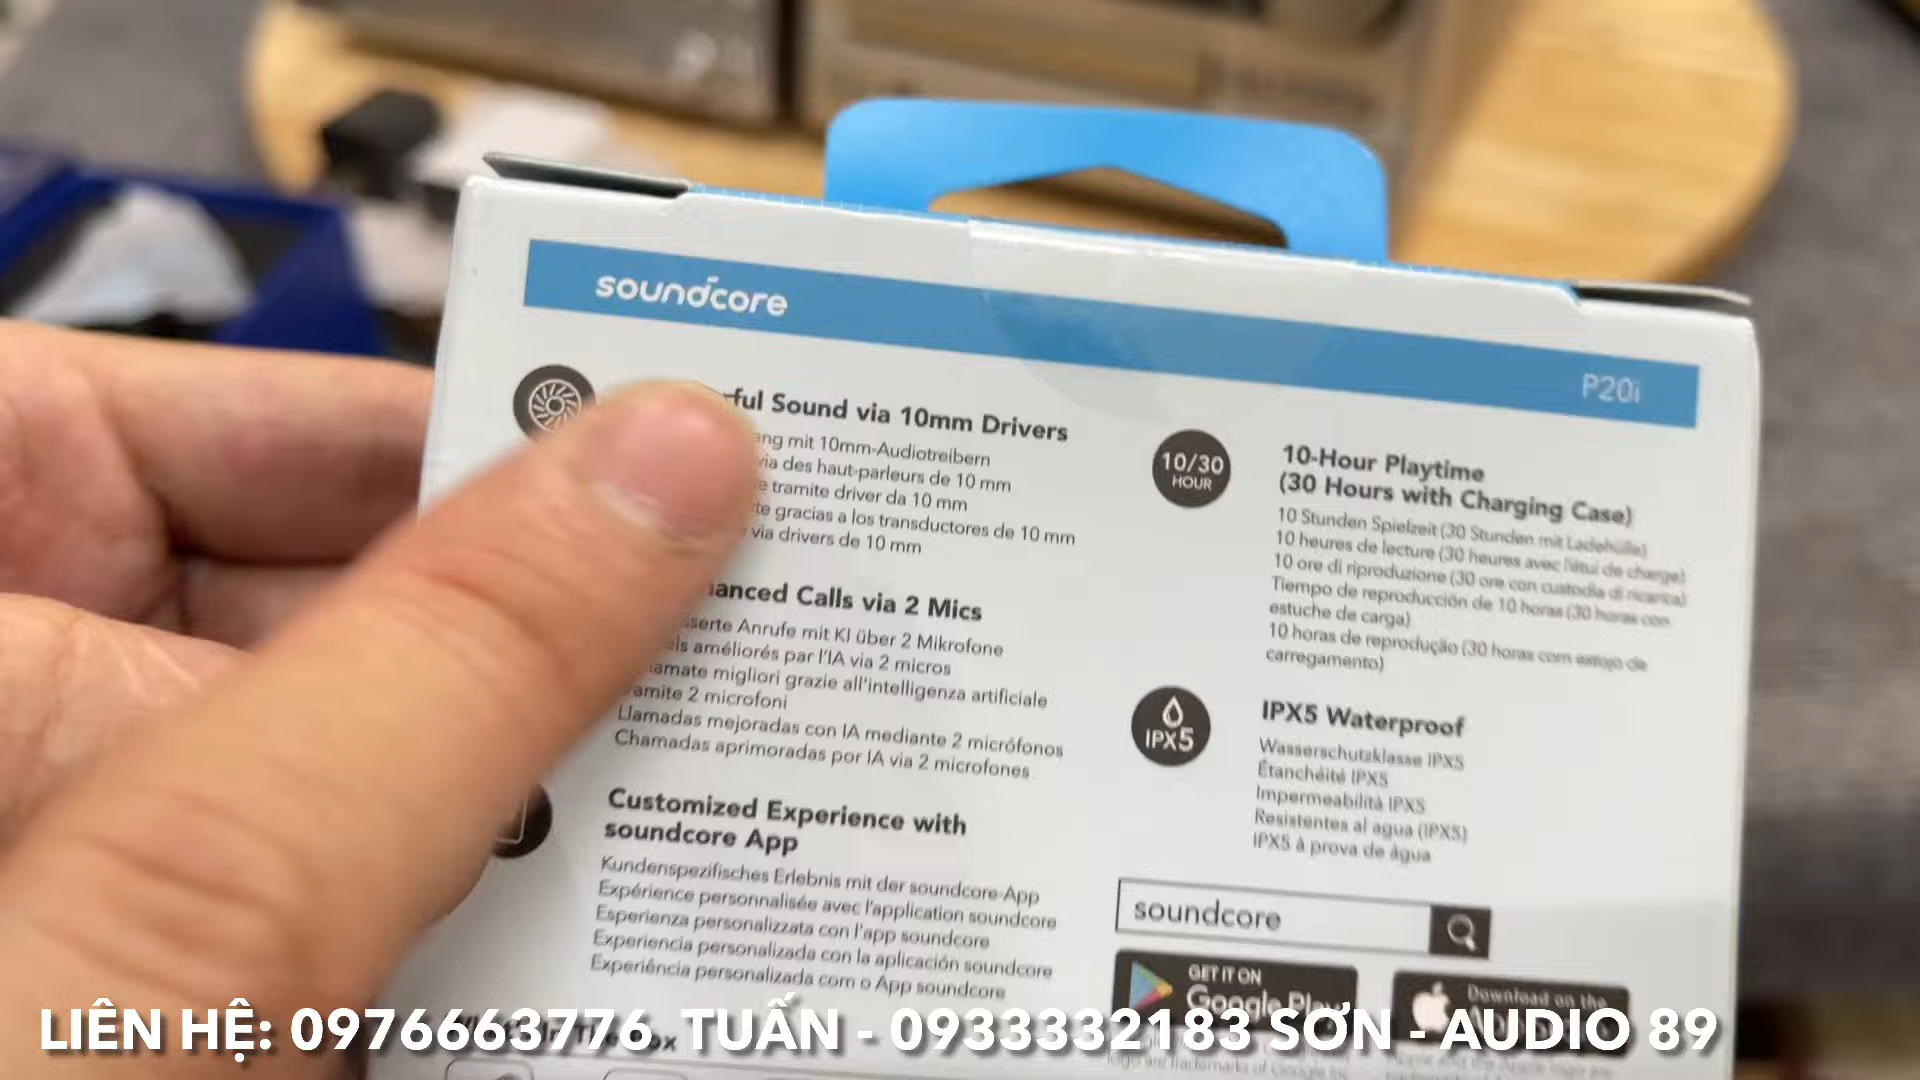 soundcore
P20i
Sound via 10mm Drivers
mit 10mm-Audiotreibern
via des haut-parleurs de 10 mm
tramite driver da 10 mm
gracias a los transductores de 10 mm
via drivers de 10 mm
Calls via 2 Mics
Anrufe mit KI über 2 Mikrofone
améliorés par l'IA via 2 micros
migliori grazie all'intelligenza artificiale
2 microfoni
Llamadas mejoradas con IA mediante 2 micrófonos
Chamadas aprimoradas por IA via 2 microfones
Customized Experience with
soundcore App
Kundenspezifisches Erlebnis mit der soundcore-App
Expérience personnalisée avec l'application soundcore
Esperienza personalizzata con l'app soundcore
Experiencia personalizada con la aplicación soundcore
Experiência personalizada com o App soundcore
10/30
HOUR
10-Hour Playtime
(30 Hours with Charging Case)
10 Stunden Spielzeit (30 Stunden mit Ladehülle)
10 heures de lecture (30 heures avec l'étui de charge)
10 ore di riproduzione (30 ore con custodia di ricarica)
Tiempo de reproducción de 10 horas (30 horas con
estuche de carga)
10 horas de reprodução (30 horas com estojo de
carregamento)
IPX5
IPX5 Waterproof
Wasserschutzklasse IPX5
Étanchéité IPX5
Impermeabilità IPX5
Resistentes al agua (IPX5)
IPX5 à prova de água
soundcore
GET IT ON
Google Play
Download on the
LIÊN HỆ: 0976663776 TUẤN - 0933332183 SƠN - AUDIO 89